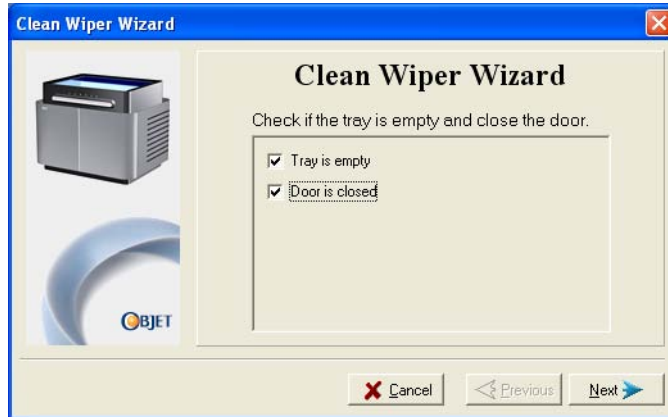 Clean Wiper Wizard
Clean Wiper Wizard
Check if the tray is empty and close the door.
Tray is empty
Door is closed
OBJET
Cancel
Previous
Next